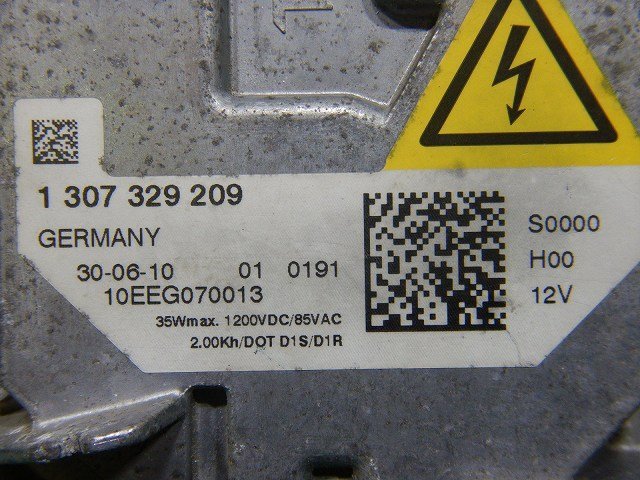 1 307 329 209
GERMANY
30-06-10 01 0191
10EEG070013
35Wmax. 1200VDC/85VAC
2.00Kh/DOT D1S/D1R
S0000
H00
12V